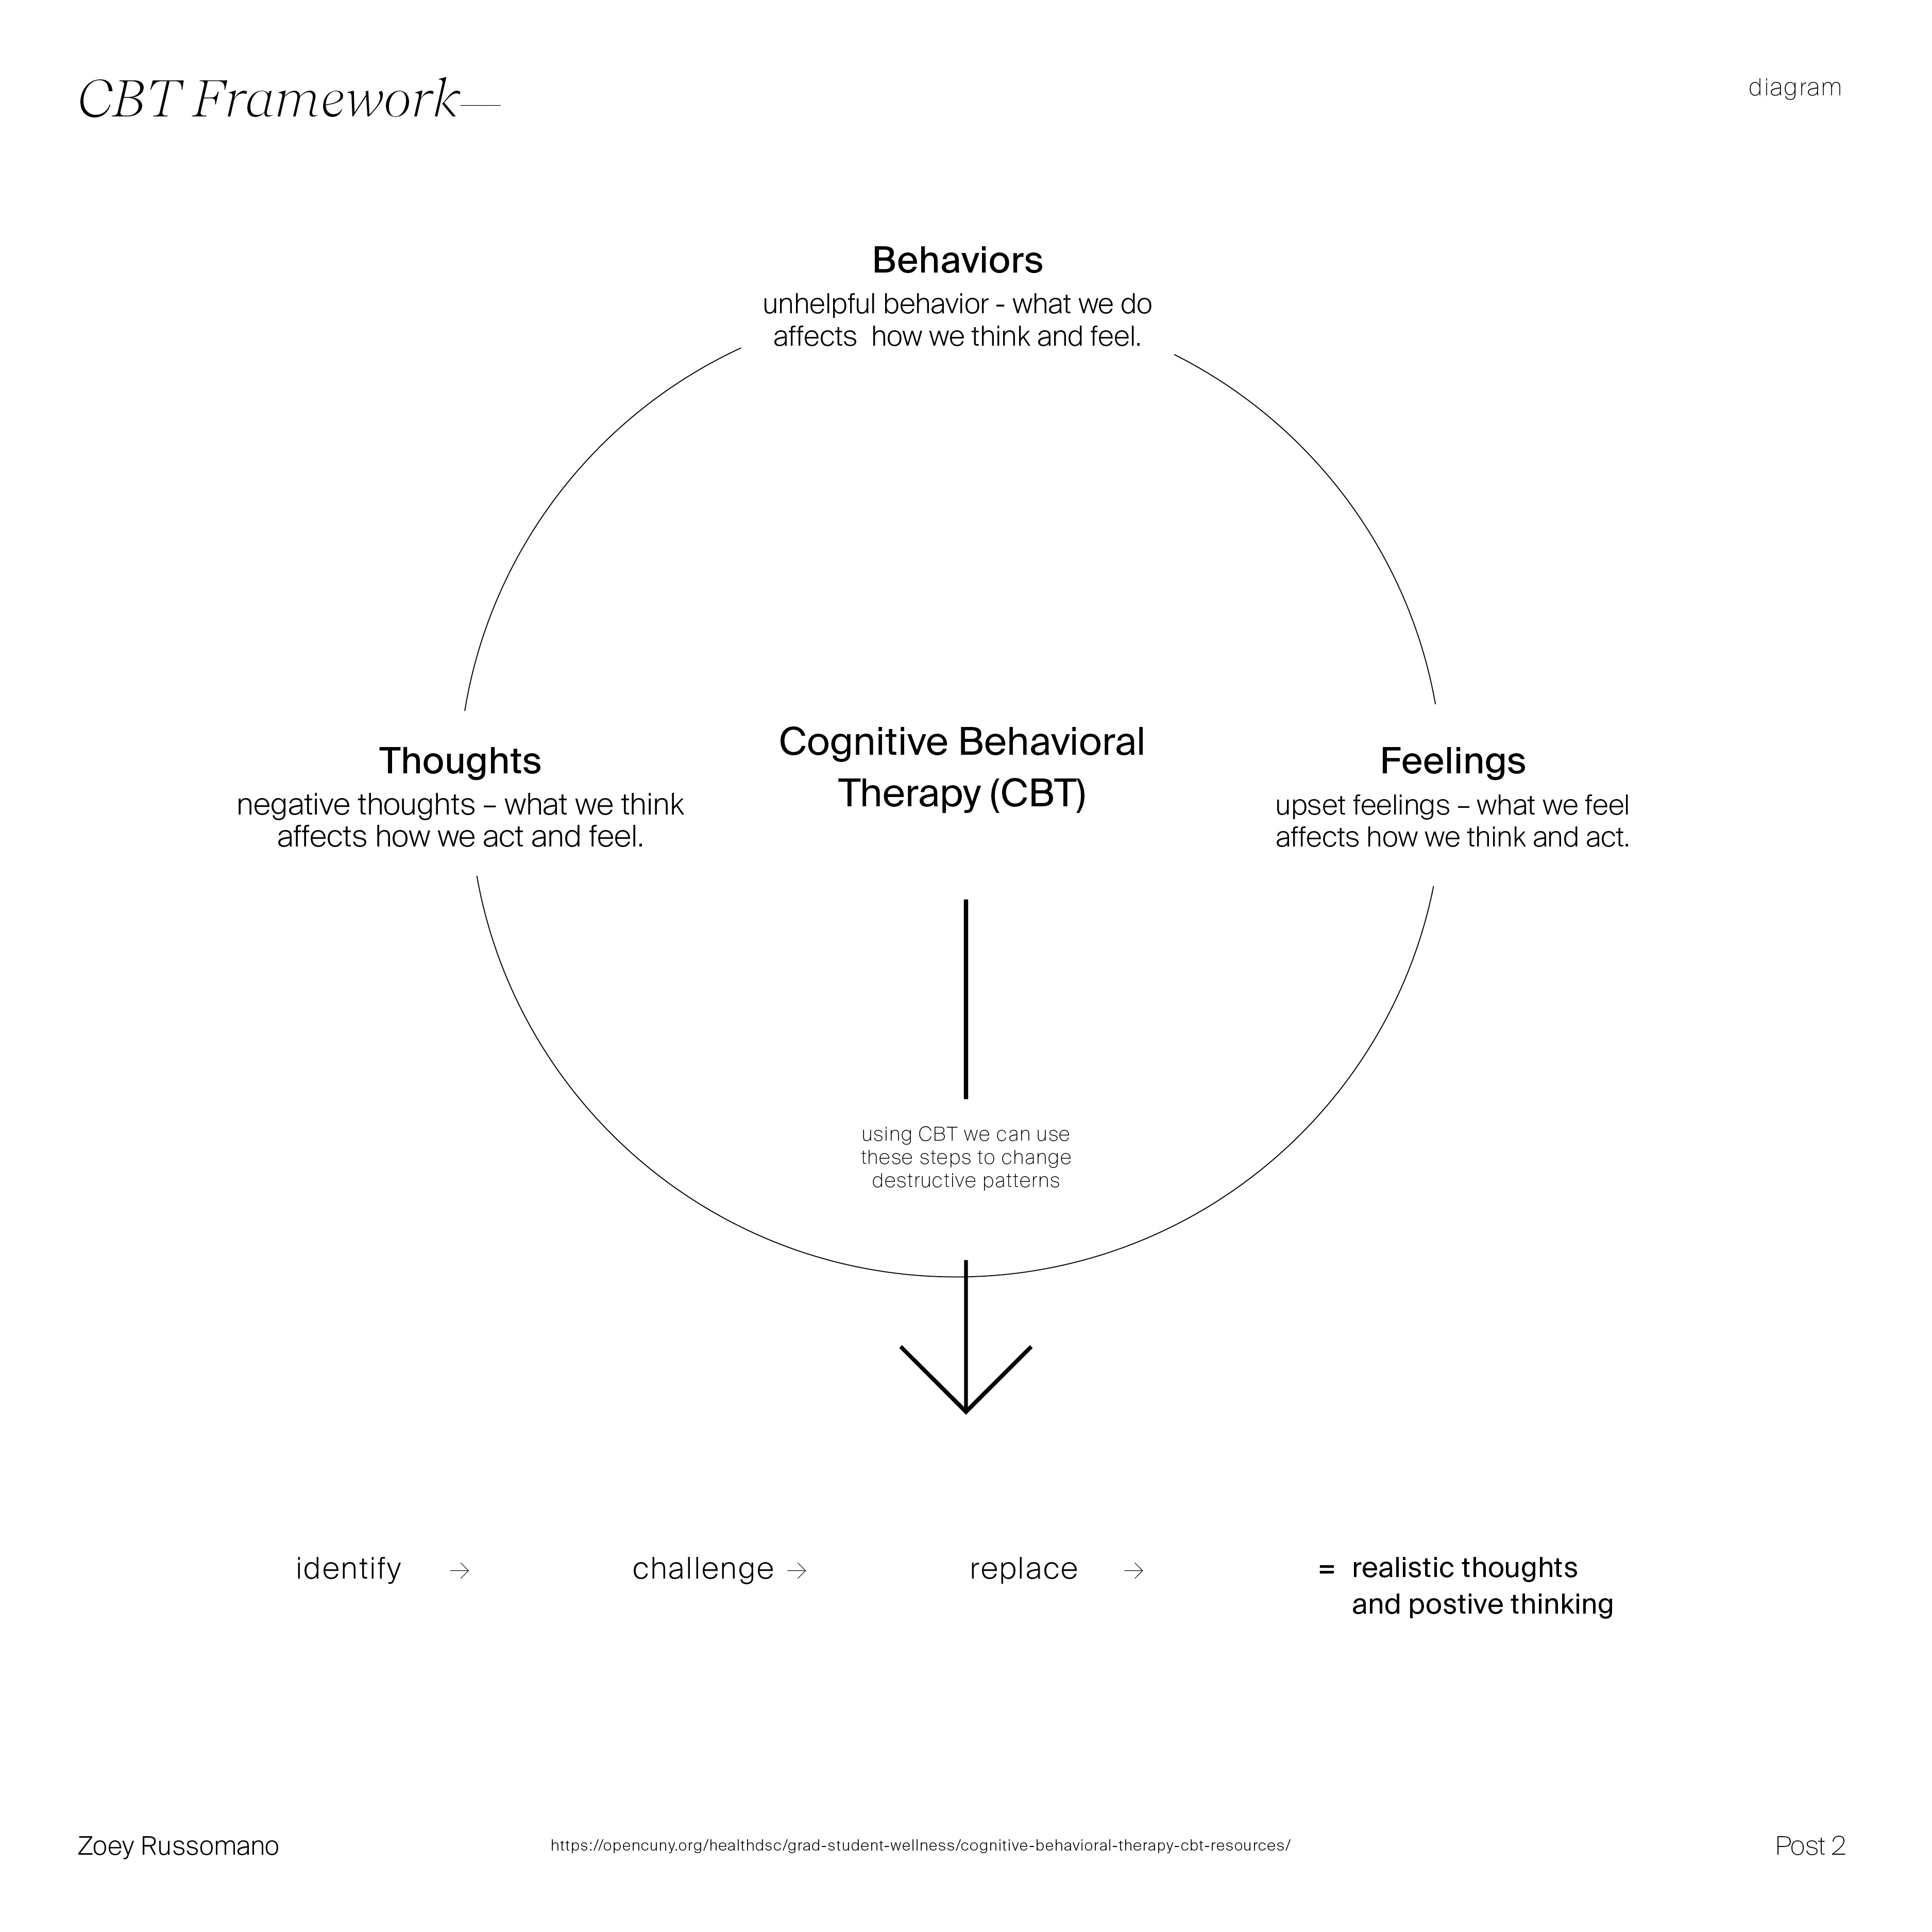 CBT Framework—
diagram
Behaviors
unhelpful behavior - what we do
affects  how we think and feel.
Thoughts
negative thoughts – what we think
affects how we act and feel.
Cognitive Behavioral
Therapy (CBT)
Feelings
upset feelings – what we feel
affects how we think and act.
using CBT we can use
these steps to change
destructive patterns
identify → challenge → replace → = realistic thoughts
and postive thinking
Zoey Russomano
https://opencuny.org/healthdsc/grad-student-wellness/cognitive-behavioral-therapy-cbt-resources/
Post 2